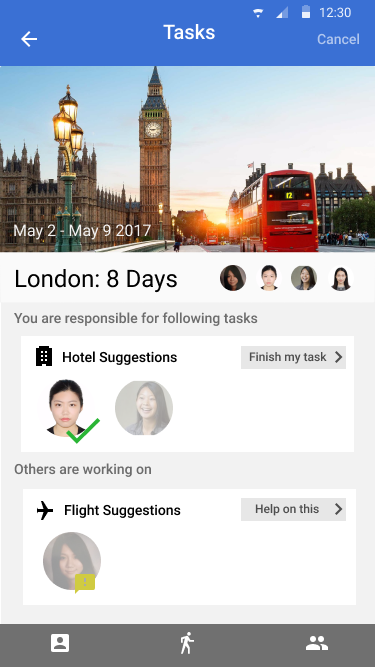 12:30
Tasks
Cancel
May 2 - May 9 2017
London: 8 Days
You are responsible for following tasks
Hotel Suggestions
Finish my task
Others are working on
Flight Suggestions
Help on this